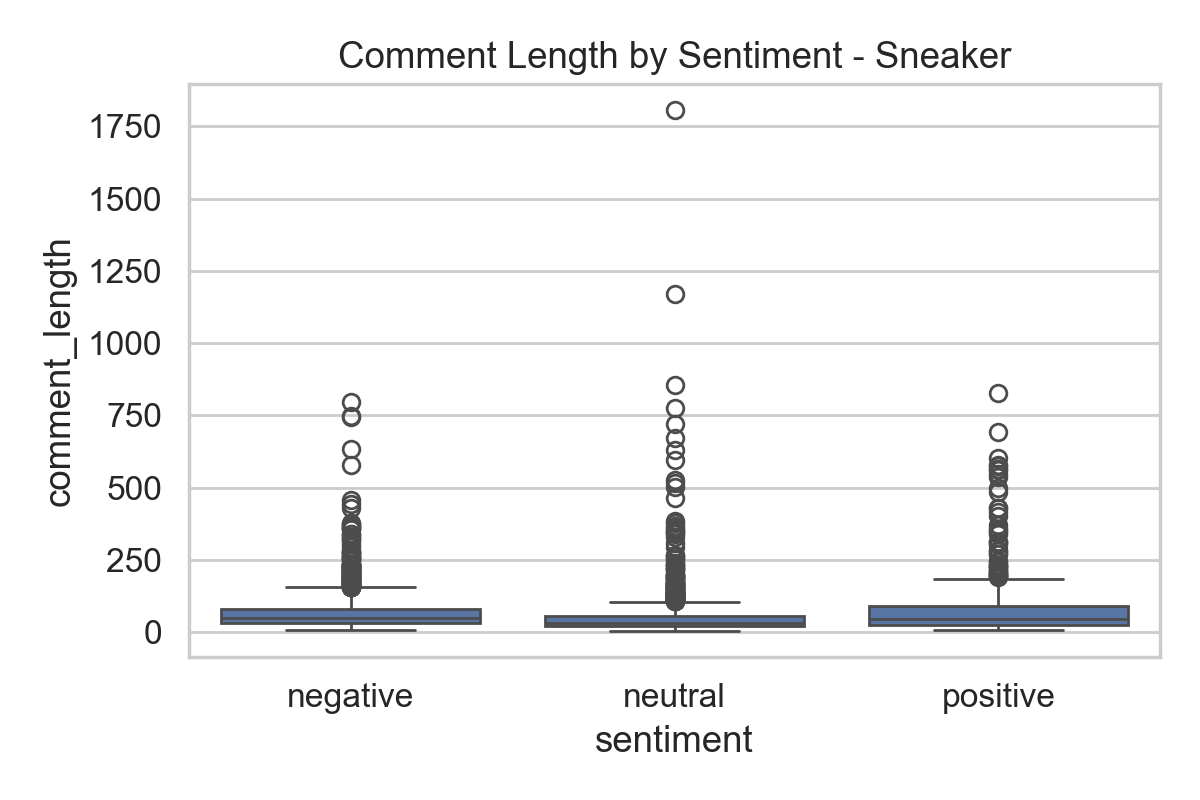 Comment Length by Sentiment - Sneaker
comment_length
1750
1500
1250
1000
750
500
250
0
negative
neutral
positive
sentiment